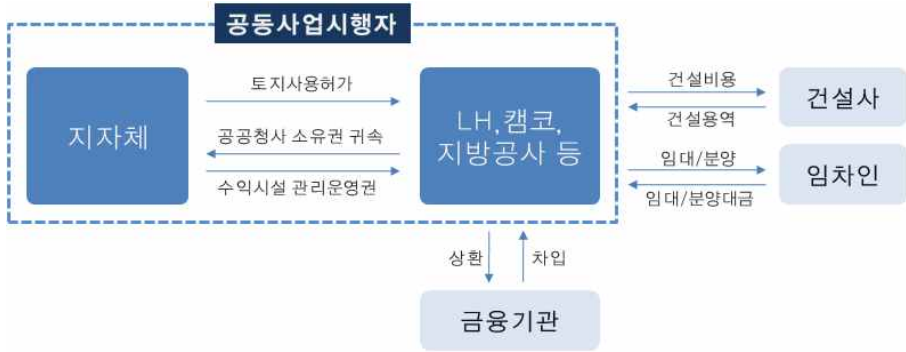 공동사업시행자
지자체
토지사용허가
공공청사 소유권 귀속
수익시설 관리운영권
LH,캠코,
지방공사 등
건설비용
건설용역
임대/분양
임대/분양대금
건설사
임차인
상환
차입
금융기관